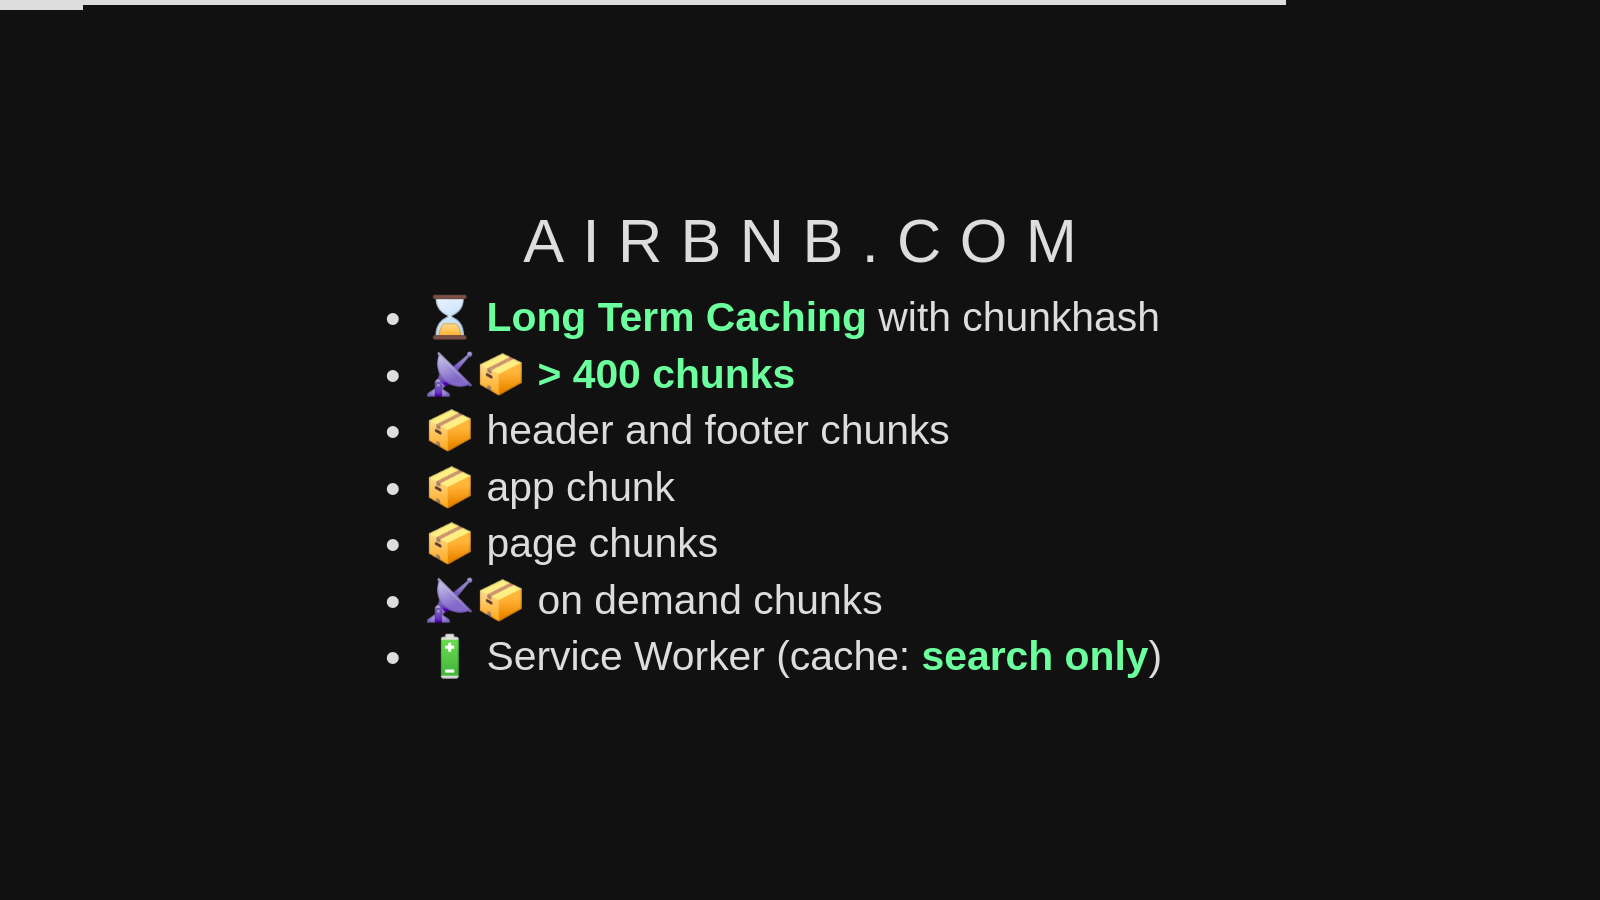 AIRBNB.COM
• ⌛ Long Term Caching with chunkhash
• 📡📦 > 400 chunks
• 📦 header and footer chunks
• 📦 app chunk
• 📦 page chunks
• 📡📦 on demand chunks
• 🔋 Service Worker (cache: search only)